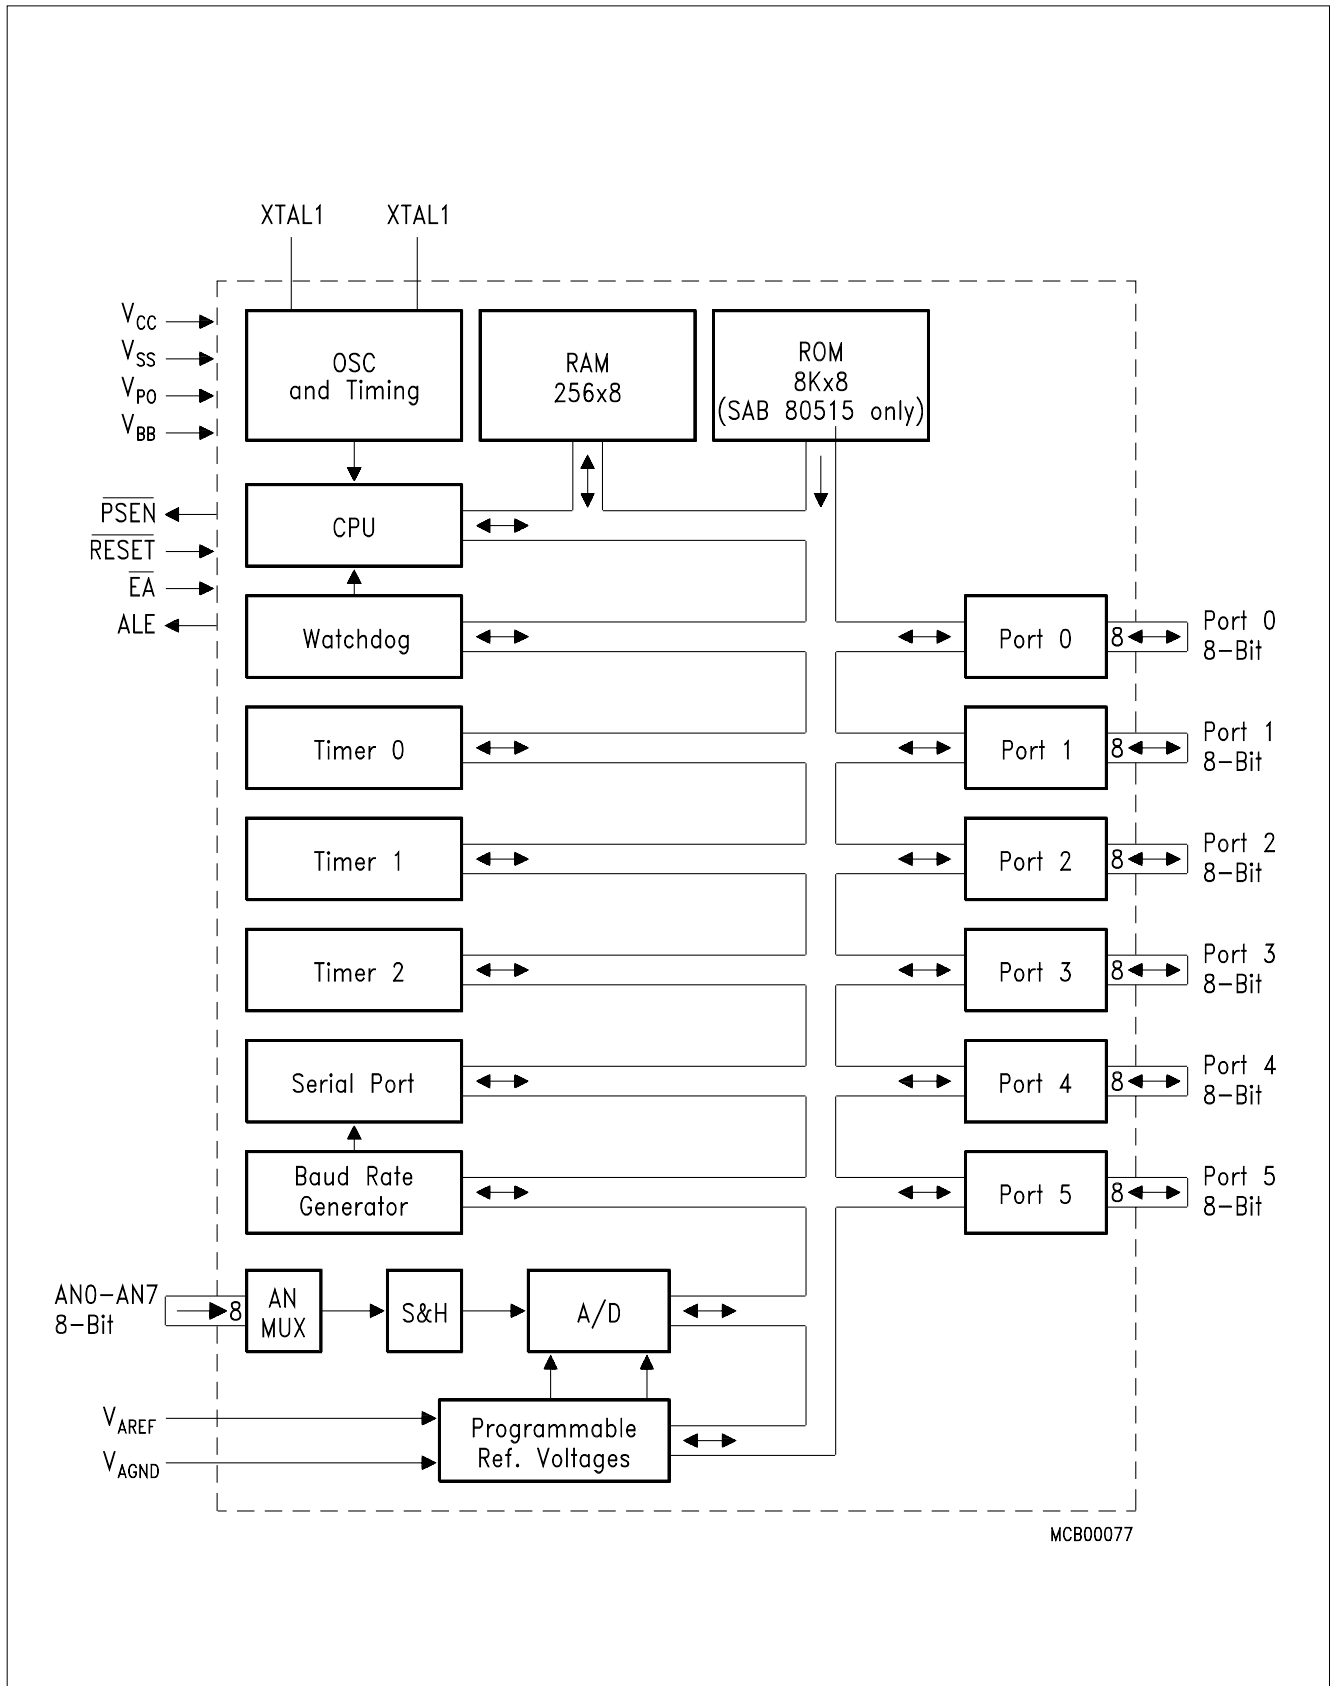 XTAL1 XTAL1
VCC
VSS
VPO
VBB
OSC
and Timing
RAM
256x8
ROM
8Kx8
(SAB 80515 only)
PSEN
RESET
EA
ALE
CPU
Watchdog
Port 0
8
Port 0
8-Bit
Timer 0
Port 1
8
Port 1
8-Bit
Timer 1
Port 2
8
Port 2
8-Bit
Timer 2
Port 3
8
Port 3
8-Bit
Serial Port
Port 4
8
Port 4
8-Bit
Baud Rate
Generator
Port 5
8
Port 5
8-Bit
AN0-AN7
8-Bit
8
AN
MUX
S&H
A/D
VAREF
VAGND
Programmable
Ref. Voltages
MCB00077